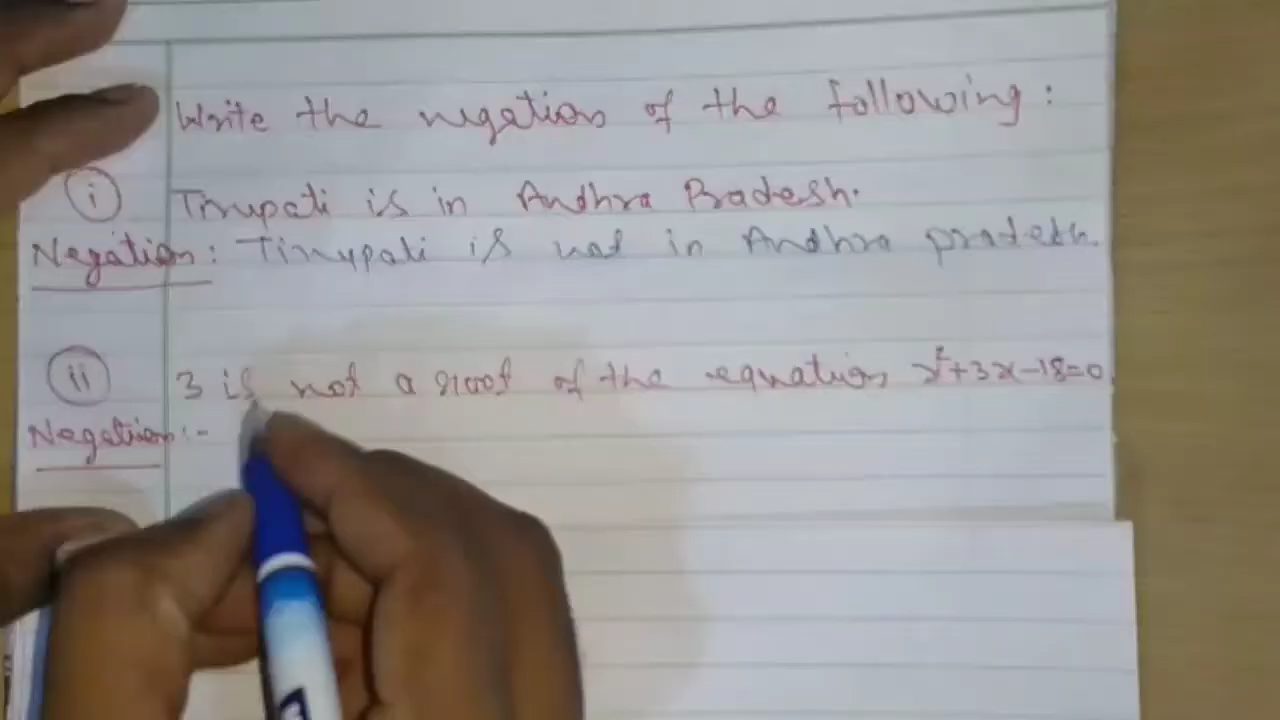 Write the negation of the following:
i Tirupati is in Andhra Pradesh.
Negation: Tirupati is not in Andhra pradesh.
ii 3 is not a root of the equation x²+3x-18=0
Negation:-